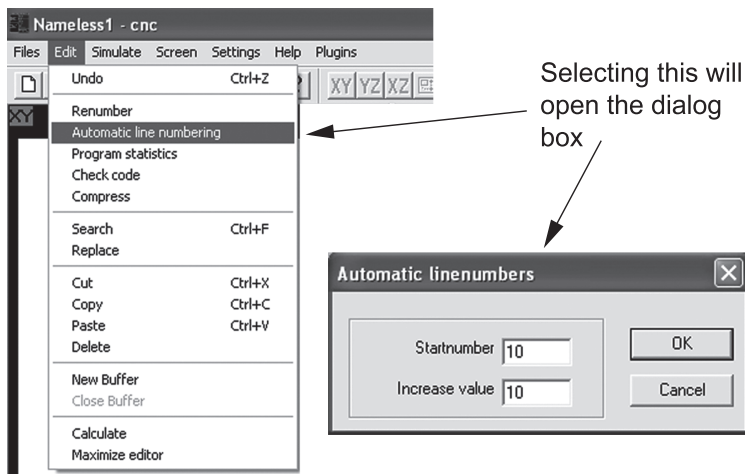 Nameless1 - cnc
Files Edit Simulate Screen Settings Help Plugins
XY YZ XZ
XY
Undo Ctrl+Z
Renumber
Automatic line numbering
Program statistics
Check code
Compress
Search Ctrl+F
Replace
Cut Ctrl+X
Copy Ctrl+C
Paste Ctrl+V
Delete
New Buffer
Close Buffer
Calculate
Maximize editor
Selecting this will
open the dialog
box
Automatic linenumbers
Startnumber 10
Increase value 10
OK
Cancel